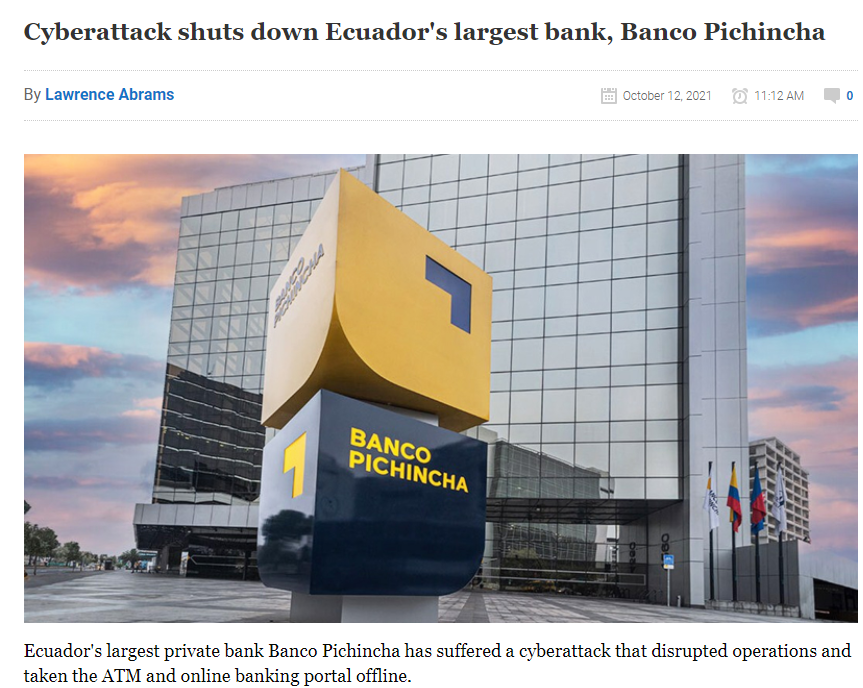 Cyberattack shuts down Ecuador's largest bank, Banco Pichincha
By Lawrence Abrams
October 12, 2021
11:12 AM
0
BANCO
PICHINCHA
BANCO
PICHINCHA
Ecuador's largest private bank Banco Pichincha has suffered a cyberattack that disrupted operations and
taken the ATM and online banking portal offline.